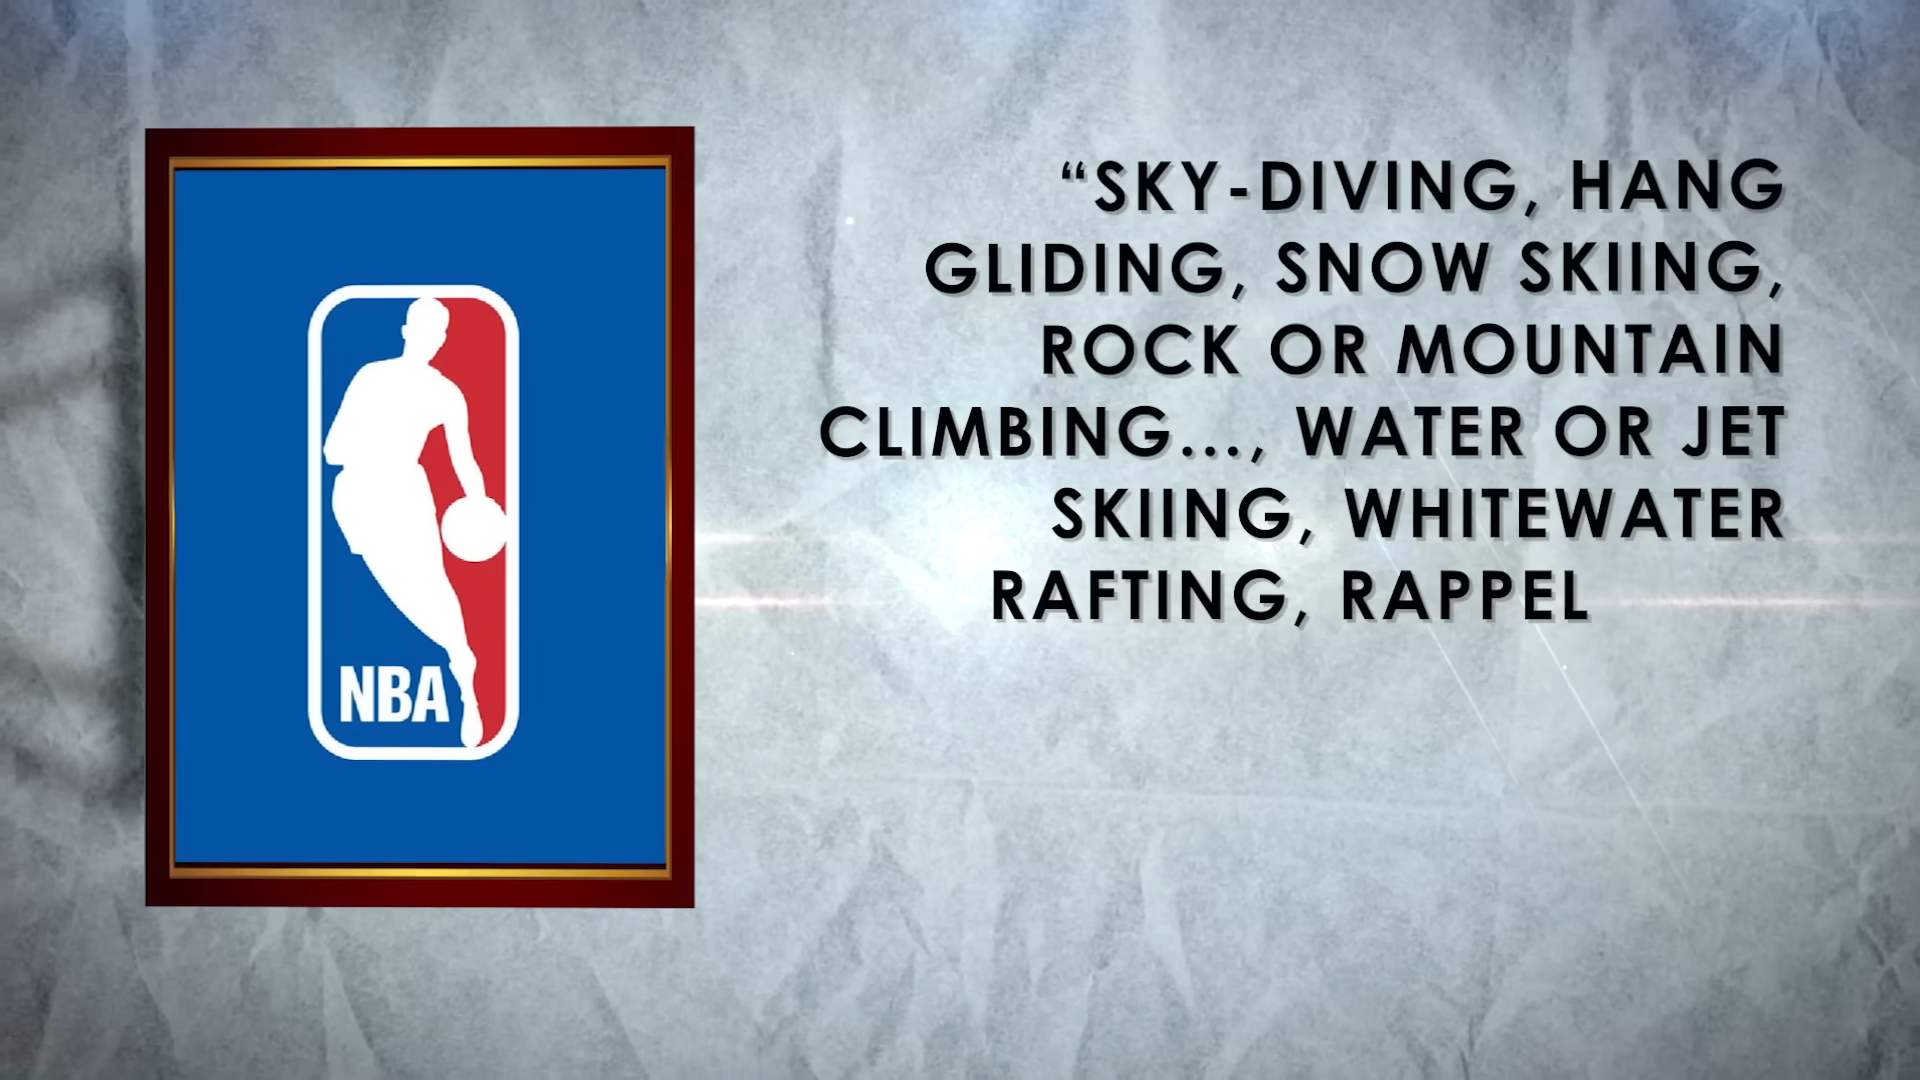 NBA
“SKY-DIVING, HANG
GLIDING, SNOW SKIING,
ROCK OR MOUNTAIN
CLIMBING..., WATER OR JET
SKIING, WHITEWATER
RAFTING, RAPPEL